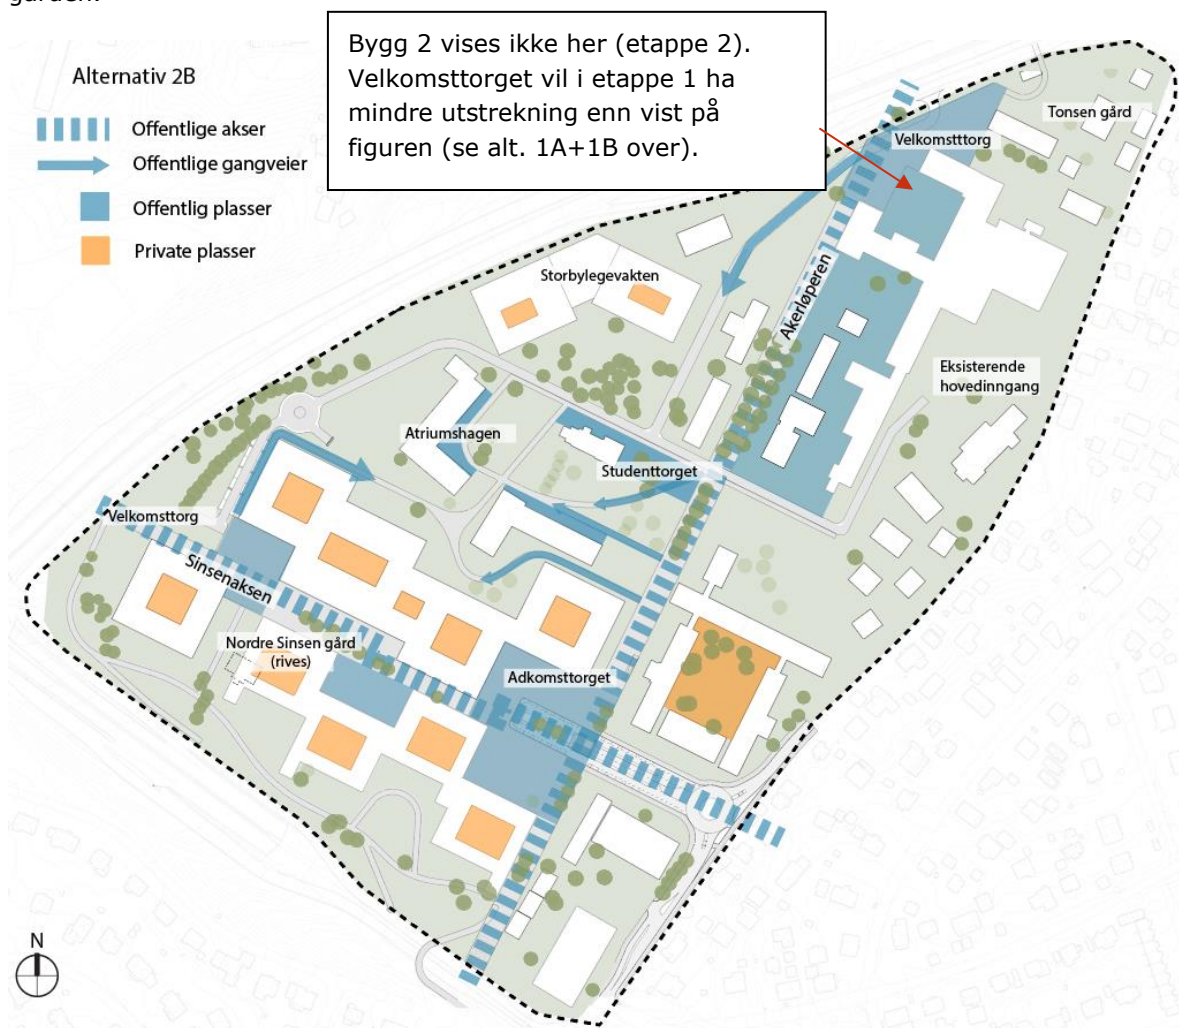 gården.
Bygg 2 vises ikke her (etappe 2).
Velkomsttorget vil i etappe 1 ha
mindre utstrekning enn vist på
figuren (se alt. 1A+1B over).
Alternativ 2B
Offentlige akser
Offentlige gangveier
Offentlig plasser
Private plasser
Tonsen gård
Velkomstttorg
Storbylegevakten
Akerløperen
Eksisterende
hovedinngang
Atriumshagen
Studenttorget
Velkomsttorg
Sinsenaksen
Nordre Sinsen gård
(rives)
Adkomsttorget
N